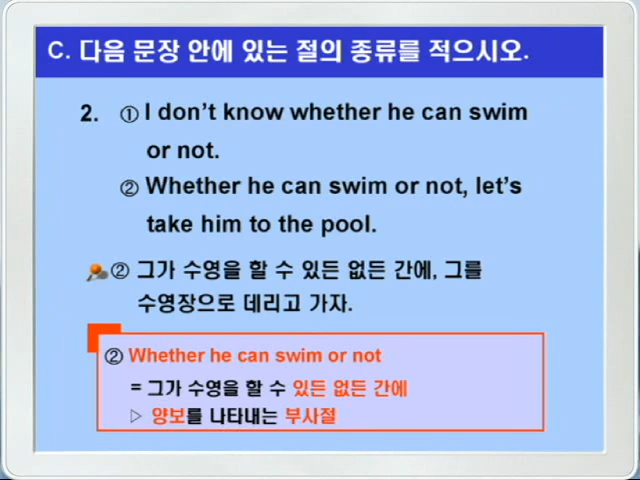 C. 다음 문장 안에 있는 절의 종류를 적으시오.
2. ① I don't know whether he can swim
or not.
② Whether he can swim or not, let's
take him to the pool.
② 그가 수영을 할 수 있든 없든 간에, 그를
수영장으로 데리고 가자.
② Whether he can swim or not
= 그가 수영을 할 수 있든 없든 간에
▷ 양보를 나타내는 부사절